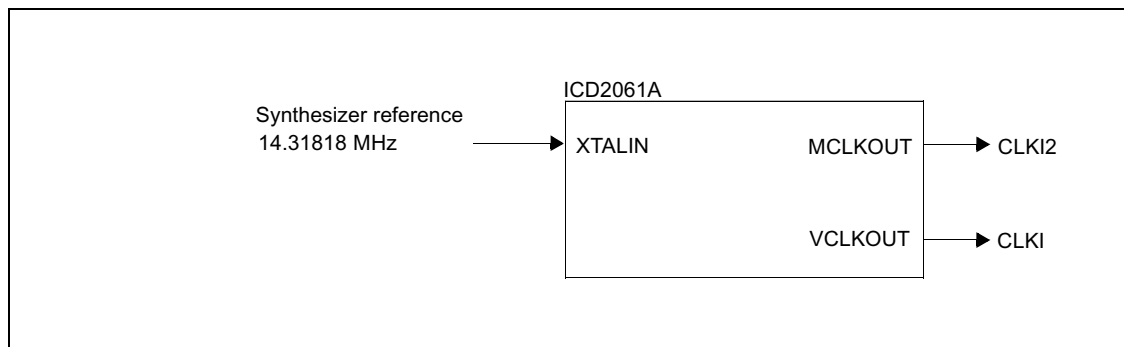 ICD2061A
Synthesizer reference
14.31818 MHz
XTALIN
MCLKOUT
CLKI2
VCLKOUT
CLKI